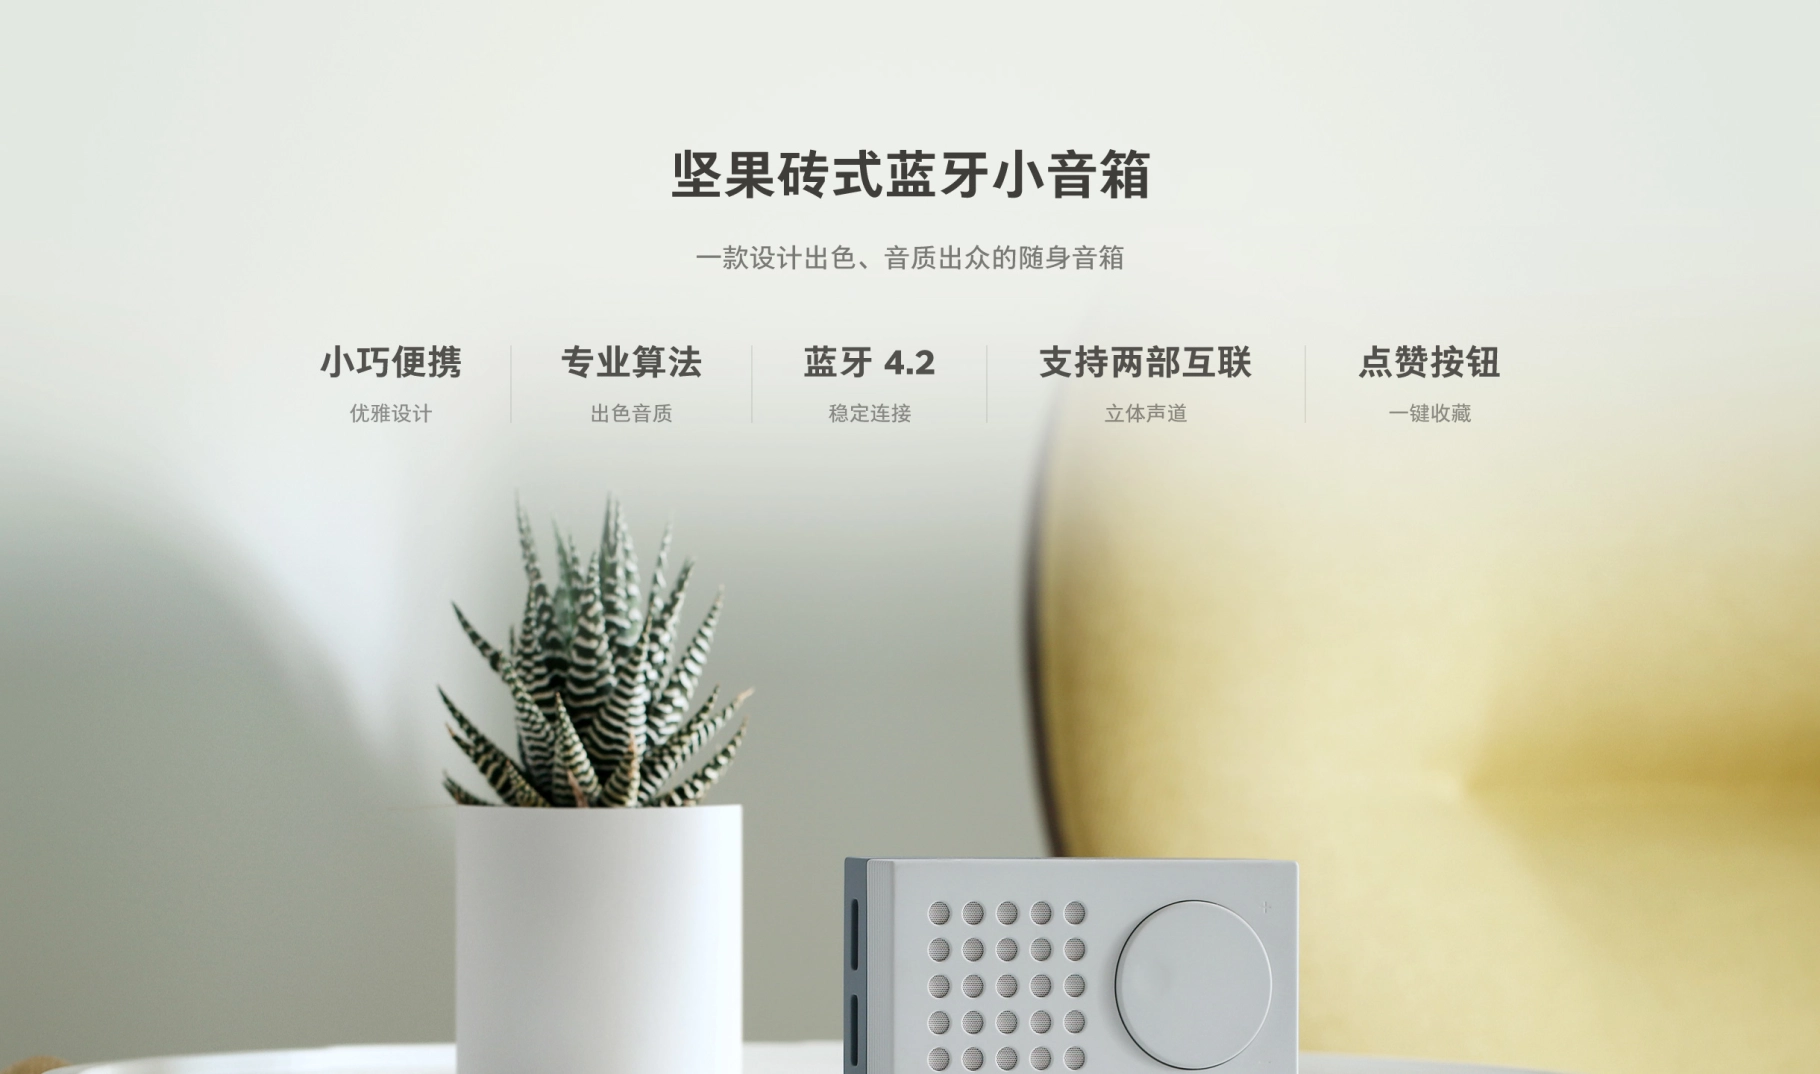 坚果砖式蓝牙小音箱
一款设计出色、音质出众的随身音箱
小巧便携
优雅设计
专业算法
出色音质
蓝牙 4.2
稳定连接
支持两部互联
立体声道
点赞按钮
一键收藏